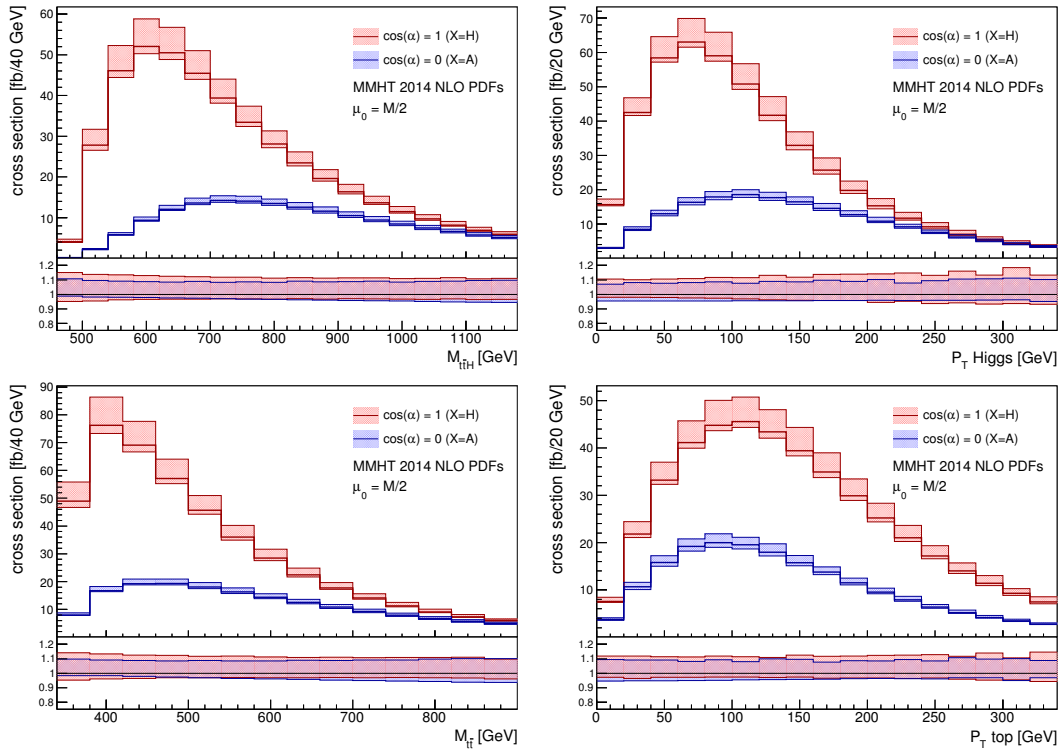 cross section [fb/40 GeV]
60
50
40
30
20
10
cos(α) = 1 (X=H)
cos(α) = 0 (X=A)
MMHT 2014 NLO PDFs
μ0 = M/2
1.2
1.1
1
0.9
0.8
500 600 700 800 900 1000 1100
M_tt̄H [GeV]
cross section [fb/20 GeV]
70
60
50
40
30
20
10
cos(α) = 1 (X=H)
cos(α) = 0 (X=A)
MMHT 2014 NLO PDFs
μ0 = M/2
1.2
1.1
1
0.9
0.8
0 50 100 150 200 250 300
P_T Higgs [GeV]
cross section [fb/40 GeV]
90
80
70
60
50
40
30
20
10
cos(α) = 1 (X=H)
cos(α) = 0 (X=A)
MMHT 2014 NLO PDFs
μ0 = M/2
1.2
1.1
1
0.9
0.8
400 500 600 700 800
M_tt̄ [GeV]
cross section [fb/20 GeV]
50
40
30
20
10
cos(α) = 1 (X=H)
cos(α) = 0 (X=A)
MMHT 2014 NLO PDFs
μ0 = M/2
1.2
1.1
1
0.9
0.8
0 50 100 150 200 250 300
P_T top [GeV]